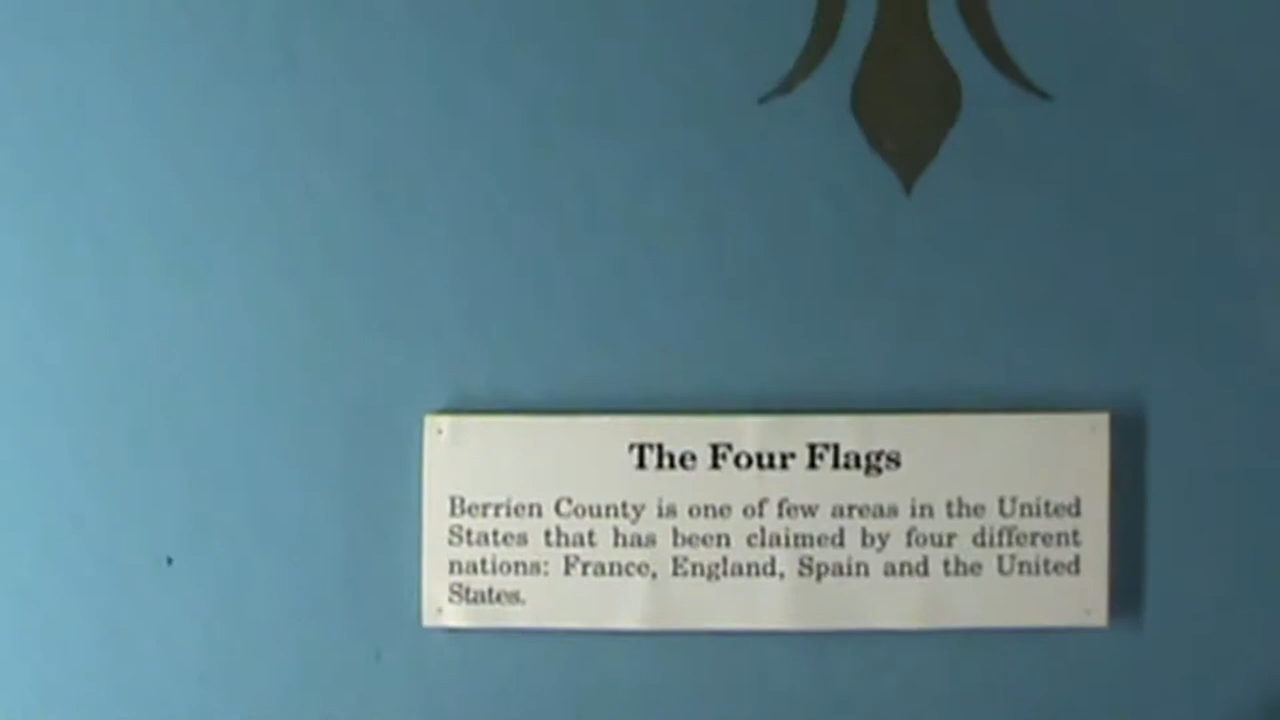 The Four Flags
Berrien County is one of few areas in the United
States that has been claimed by four different
nations: France, England, Spain and the United
States.